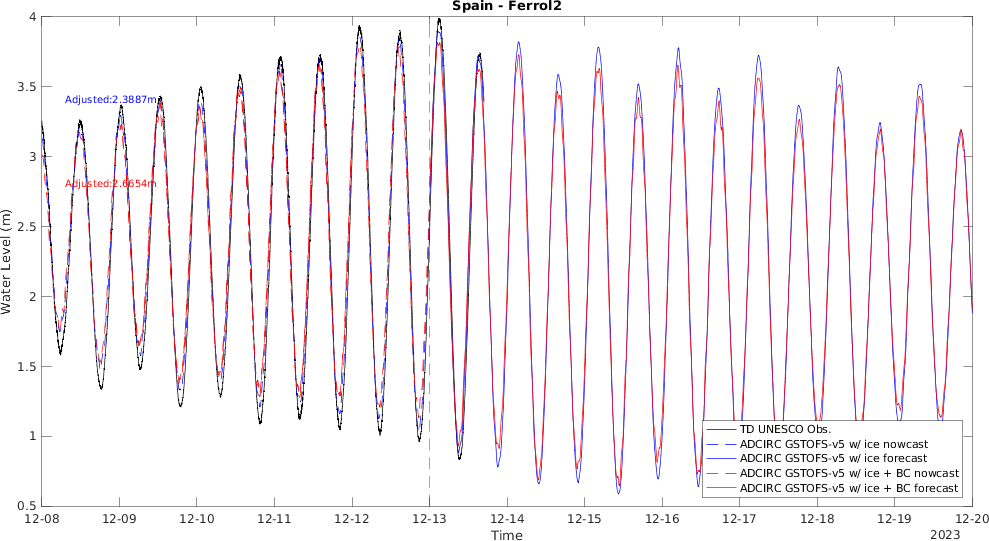 Spain - Ferrol2
Water Level (m)
4
3.5
3
2.5
2
1.5
1
0.5
Adjusted:2.3887m
Adjusted:2.6654m
TD UNESCO Obs.
ADCIRC GSTOFS-v5 w/ ice nowcast
ADCIRC GSTOFS-v5 w/ ice forecast
ADCIRC GSTOFS-v5 w/ ice + BC nowcast
ADCIRC GSTOFS-v5 w/ ice + BC forecast
12-08 12-09 12-10 12-11 12-12 12-13 12-14 12-15 12-16 12-17 12-18 12-19 12-20
Time
2023